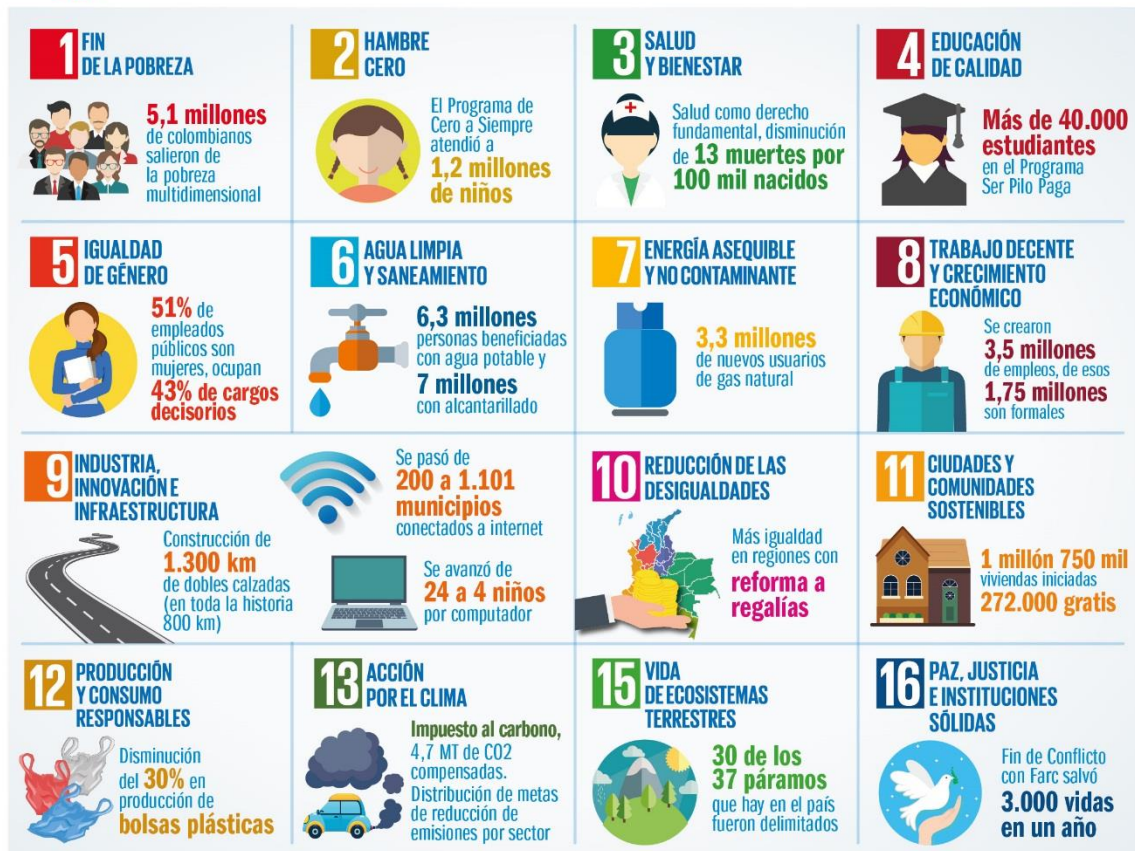 1 FIN
DE LA POBREZA
5,1 millones
de colombianos
salieron de
la pobreza
multidimensional
2 HAMBRE
CERO
El Programa de
Cero a Siempre
atendió a
1,2 millones
de niños
3 SALUD
Y BIENESTAR
Salud como derecho
fundamental, disminución
de 13 muertes por
100 mil nacidos
4 EDUCACIÓN
DE CALIDAD
Más de 40.000
estudiantes
en el Programa
Ser Pilo Paga
5 IGUALDAD
DE GÉNERO
51% de
empleados
públicos son
mujeres, ocupan
43% de cargos
decisorios
6 AGUA LIMPIA
Y SANEAMIENTO
6,3 millones
personas beneficiadas
con agua potable y
7 millones
con alcantarillado
7 ENERGÍA ASEQUIBLE
Y NO CONTAMINANTE
3,3 millones
de nuevos usuarios
de gas natural
8 TRABAJO DECENTE
Y CRECIMIENTO
ECONÓMICO
Se crearon
3,5 millones
de empleos, de esos
1,75 millones
son formales
9 INDUSTRIA,
INNOVACIÓN E
INFRAESTRUCTURA
Construcción de
1.300 km
de dobles calzadas
(en toda la historia
800 km)
Se pasó de
200 a 1.101
municipios
conectados a internet
Se avanzó de
24 a 4 niños
por computador
10 REDUCCIÓN DE LAS
DESIGUALDADES
Más igualdad
en regiones con
reforma a
regalías
11 CIUDADES Y
COMUNIDADES
SOSTENIBLES
1 millón 750 mil
viviendas iniciadas
272.000 gratis
12 PRODUCCIÓN
Y CONSUMO
RESPONSABLES
Disminución
del 30% en
producción de
bolsas plásticas
13 ACCIÓN
POR EL CLIMA
Impuesto al carbono,
4,7 MT de CO2
compensadas.
Distribución de metas
de reducción de
emisiones por sector
15 VIDA
DE ECOSISTEMAS
TERRESTRES
30 de los
37 páramos
que hay en el país
fueron delimitados
16 PAZ, JUSTICIA
E INSTITUCIONES
SÓLIDAS
Fin de Conflicto
con Farc salvó
3.000 vidas
en un año